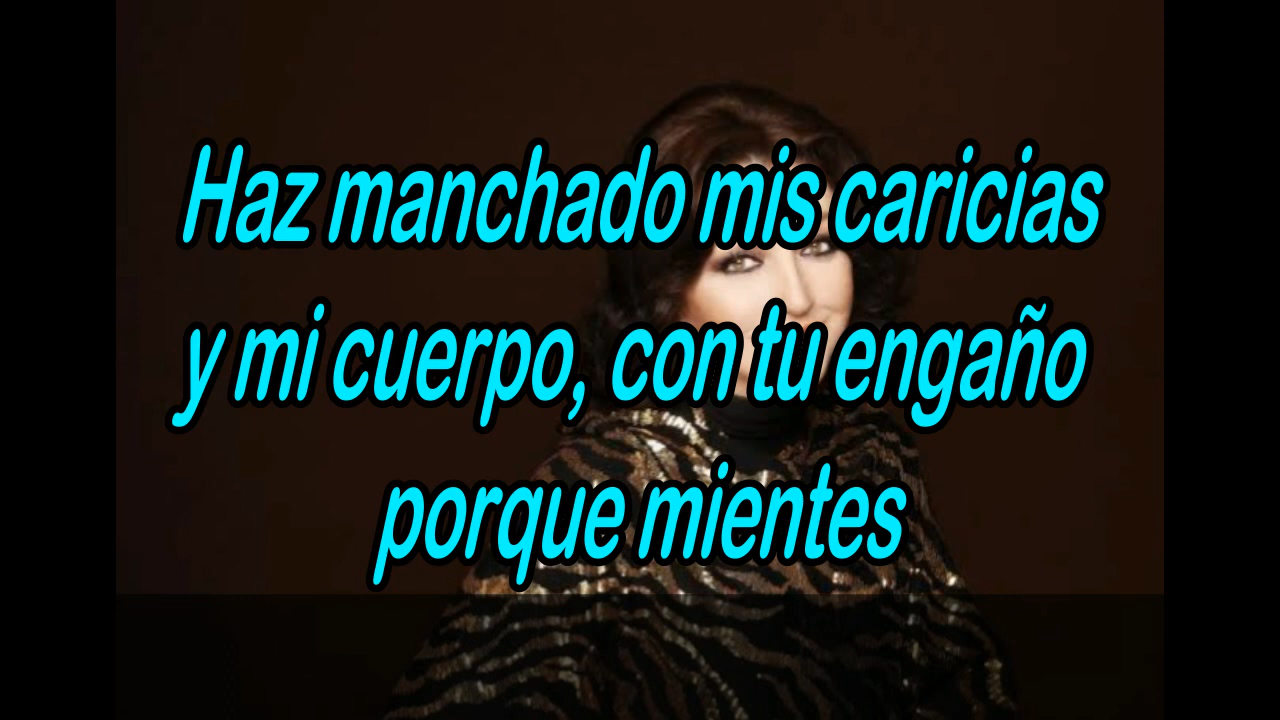 Haz manchado mis caricias
y mi cuerpo, con tu engaño
porque mientes